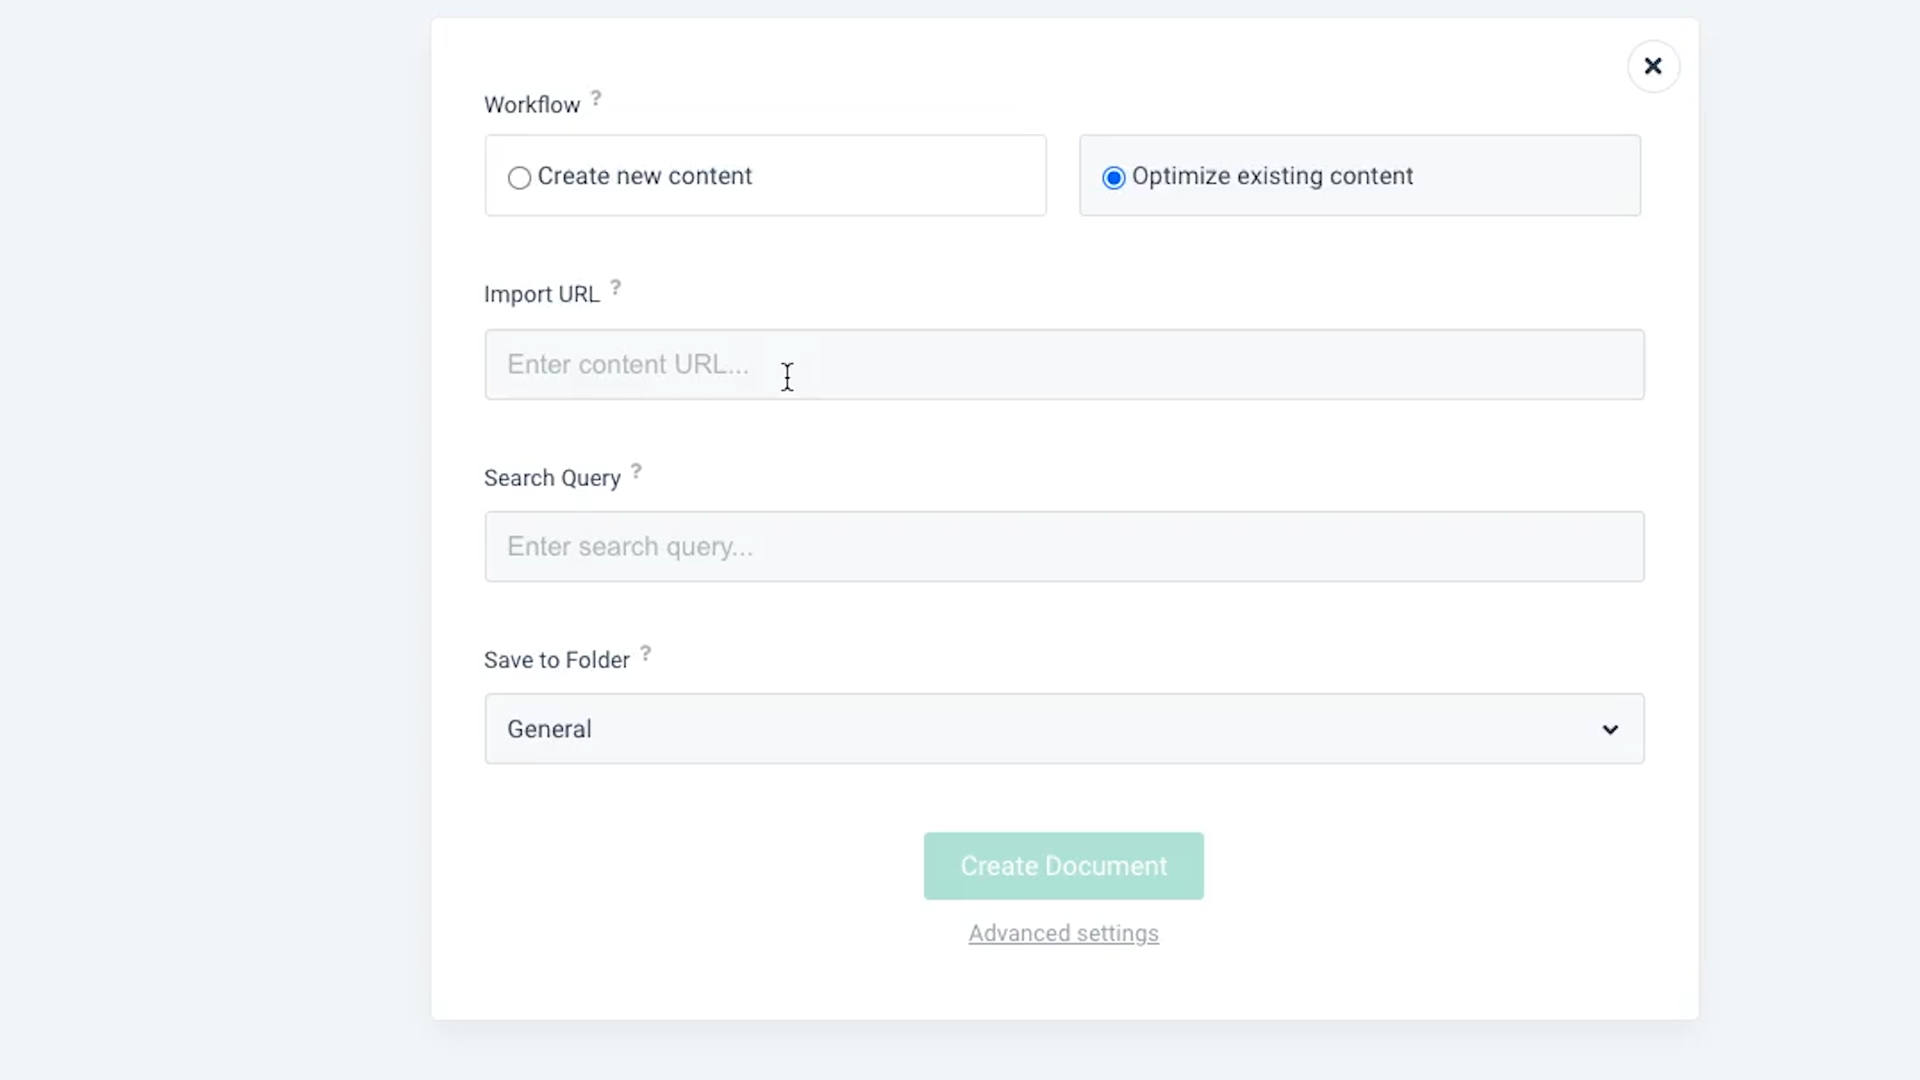 Workflow ?
Create new content
Optimize existing content
Import URL ?
Enter content URL...
Search Query ?
Enter search query...
Save to Folder ?
General
Create Document
Advanced settings